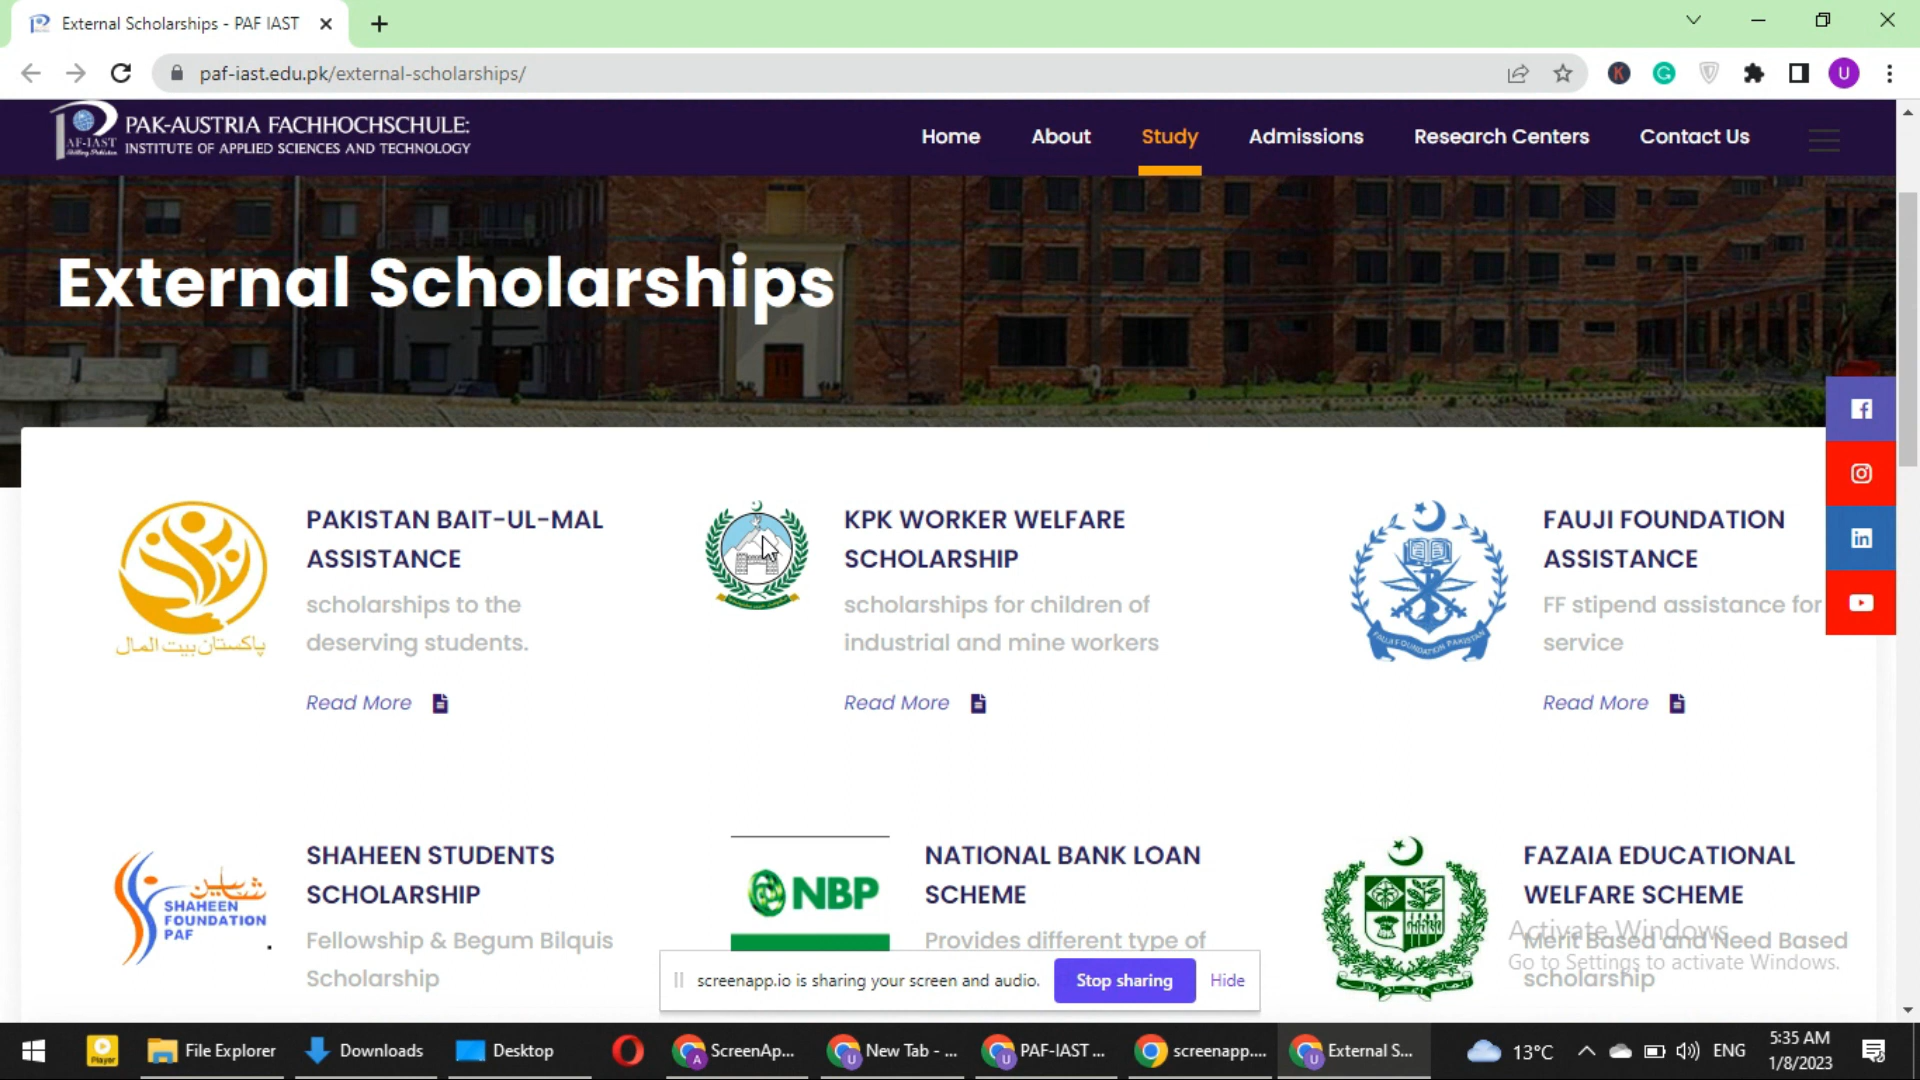 External Scholarships - PAF IAST
paf-iast.edu.pk/external-scholarships/
U
AF-IAST
PAK-AUSTRIA FACHHOCHSCHULE:
INSTITUTE OF APPLIED SCIENCES AND TECHNOLOGY
Home About Study Admissions Research Centers Contact Us
External Scholarships
PAKISTAN BAIT-UL-MAL
ASSISTANCE
scholarships to the
deserving students.
Read More
پاکستان بیت المال
KPK WORKER WELFARE
SCHOLARSHIP
scholarships for children of
industrial and mine workers
Read More
FAUJI FOUNDATION
ASSISTANCE
FF stipend assistance for
service
Read More
FAUJI FOUNDATION PAKISTAN
SHAHEEN STUDENTS
SCHOLARSHIP
Fellowship & Begum Bilquis
Scholarship
شاہین
SHAHEEN
FOUNDATION
PAF
NBP
NATIONAL BANK LOAN
SCHEME
Provides different type of
FAZAIA EDUCATIONAL
WELFARE SCHEME
Merit Based and Need Based
scholarship
Activate Windows
Go to Settings to activate Windows.
screenapp.io is sharing your screen and audio. Stop sharing Hide
Player File Explorer Downloads Desktop ScreenAp... New Tab - ... PAF-IAST ... screenapp.... External S... 13°C ENG
5:35 AM
1/8/2023